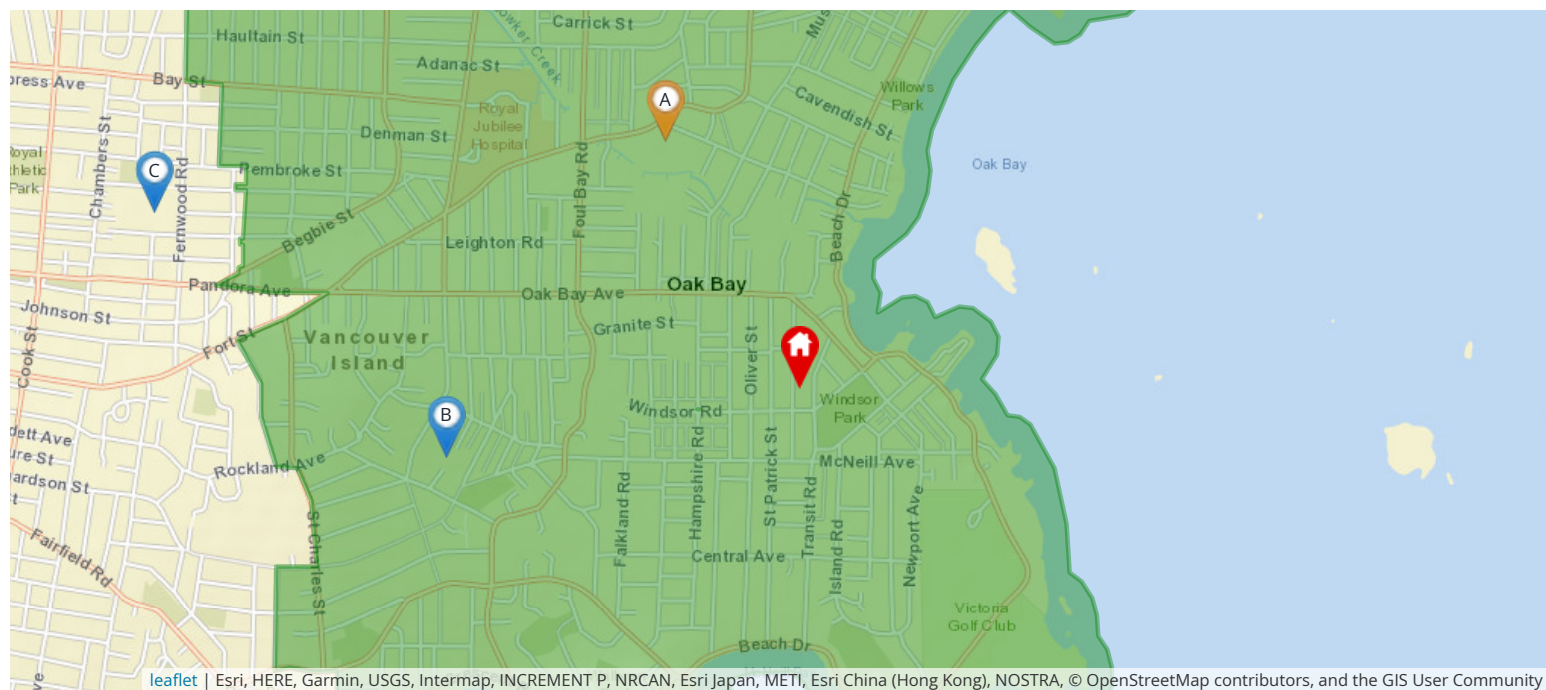 Carrick St
Haultain St
Adanac St
Bay St
Willows
Park
A
Cavendish St
Royal
Jubilee
Hospital
Denman St
Chambers St
Fernwood Rd
C
Pembroke St
Foul Bay Rd
Oak Bay
Beach Dr
Begbie St
Leighton Rd
Pandora Ave
Oak Bay Ave
Oak Bay
Johnson St
Granite St
Fort St
Vancouver
Island
Cook St
Oliver St
B
Windsor Rd
Windsor
Park
Rockland Ave
McNeill Ave
St Patrick St
Hampshire Rd
Falkland Rd
Transit Rd
Island Rd
Newport Ave
St Charles St
Fairfield Rd
Central Ave
Victoria
Golf Club
Beach Dr
leaflet | Esri, HERE, Garmin, USGS, Intermap, INCREMENT P, NRCAN, Esri Japan, METI, Esri China (Hong Kong), NOSTRA, © OpenStreetMap contributors, and the GIS User Community